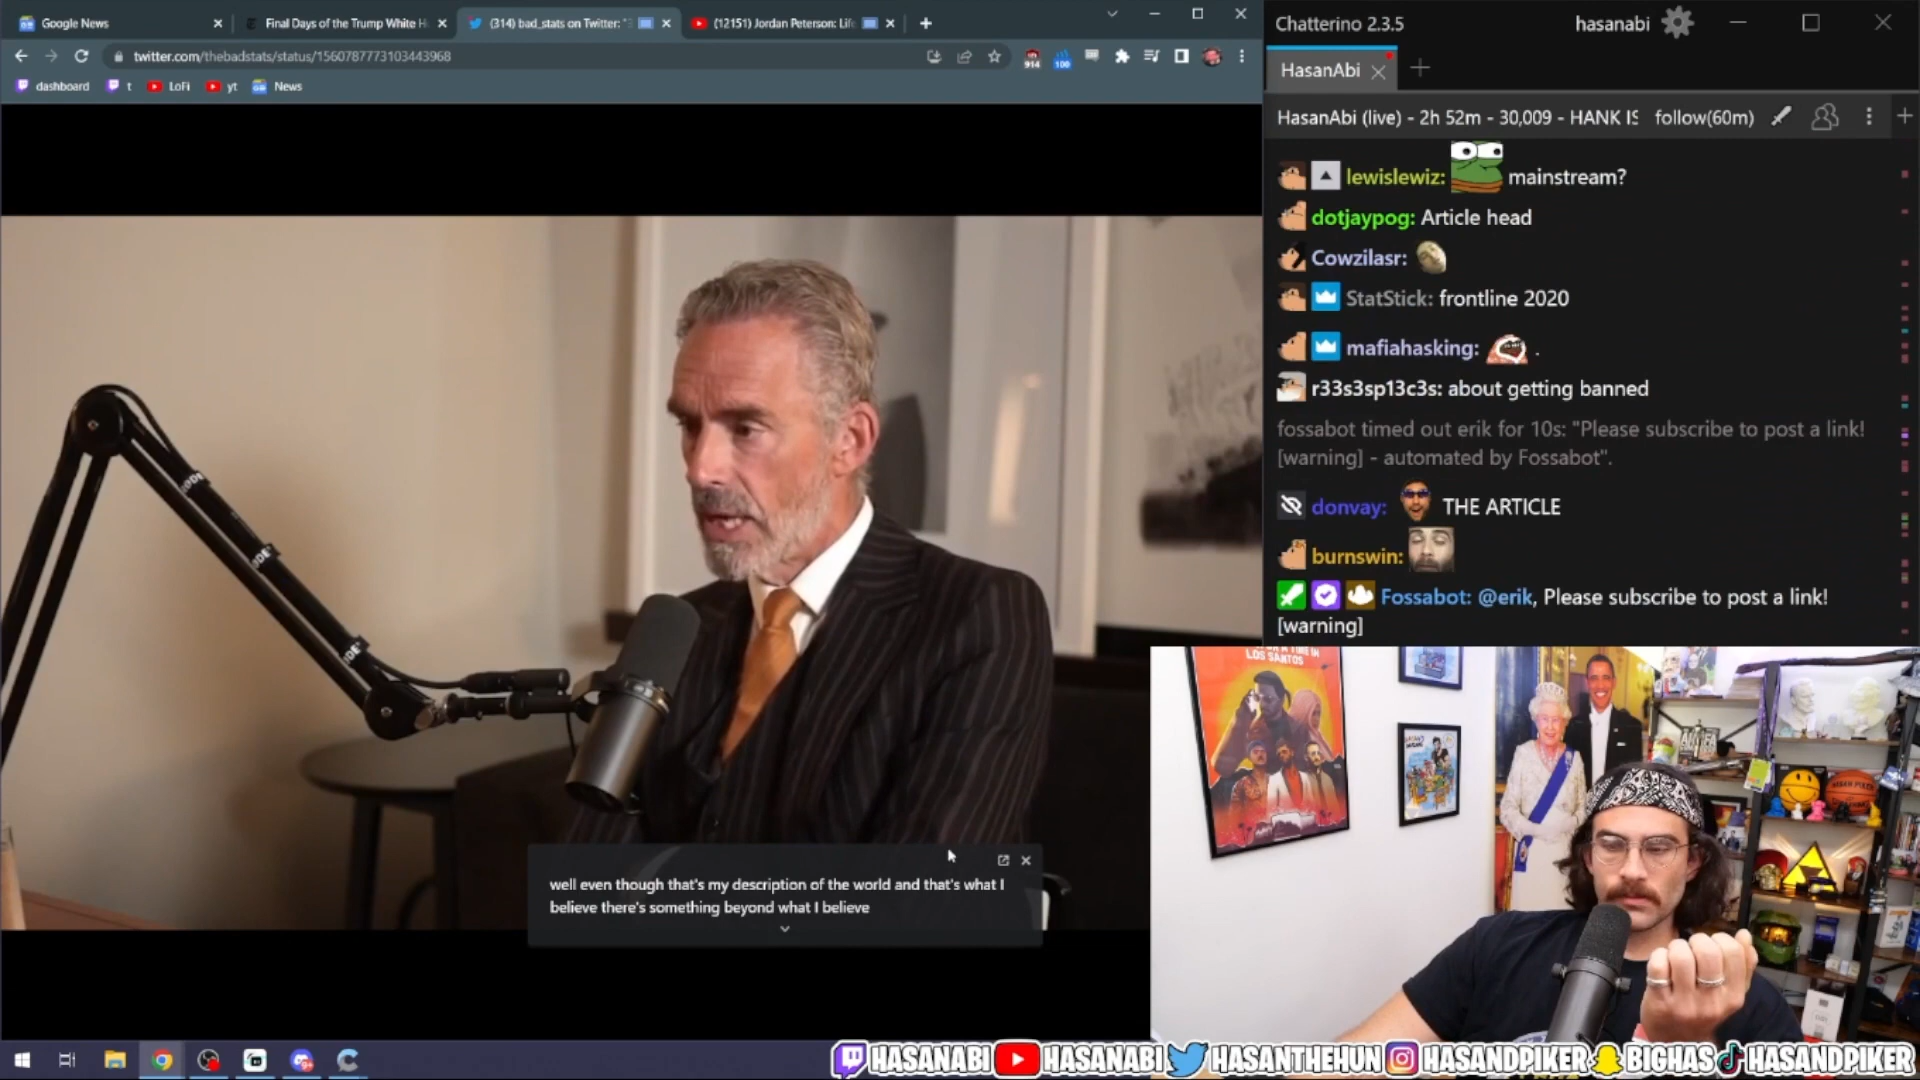 Google News
Final Days of the Trump White H
(314) bad_stats on Twitter: "
(12151) Jordan Peterson: Life
twitter.com/thebadstats/status/1560787773103443968
914
100
dashboard
t
LoFi
yt
News
well even though that's my description of the world and that's what I
believe there's something beyond what I believe
Chatterino 2.3.5
hasanabi
HasanAbi
HasanAbi (live) - 2h 52m - 30,009 - HANK IS
follow(60m)
lewislewiz: mainstream?
dotjaypog: Article head
Cowzilasr:
StatStick: frontline 2020
mafiahasking: .
r33s3sp13c3s: about getting banned
fossabot timed out erik for 10s: "Please subscribe to post a link!
[warning] - automated by Fossabot".
donvay: THE ARTICLE
burnswin:
Fossabot: @erik, Please subscribe to post a link!
[warning]
LOS SANTOS
HASANABI HASANABI HASANTHEHUN HASANDPIKER BIGHAS HASANDPIKER